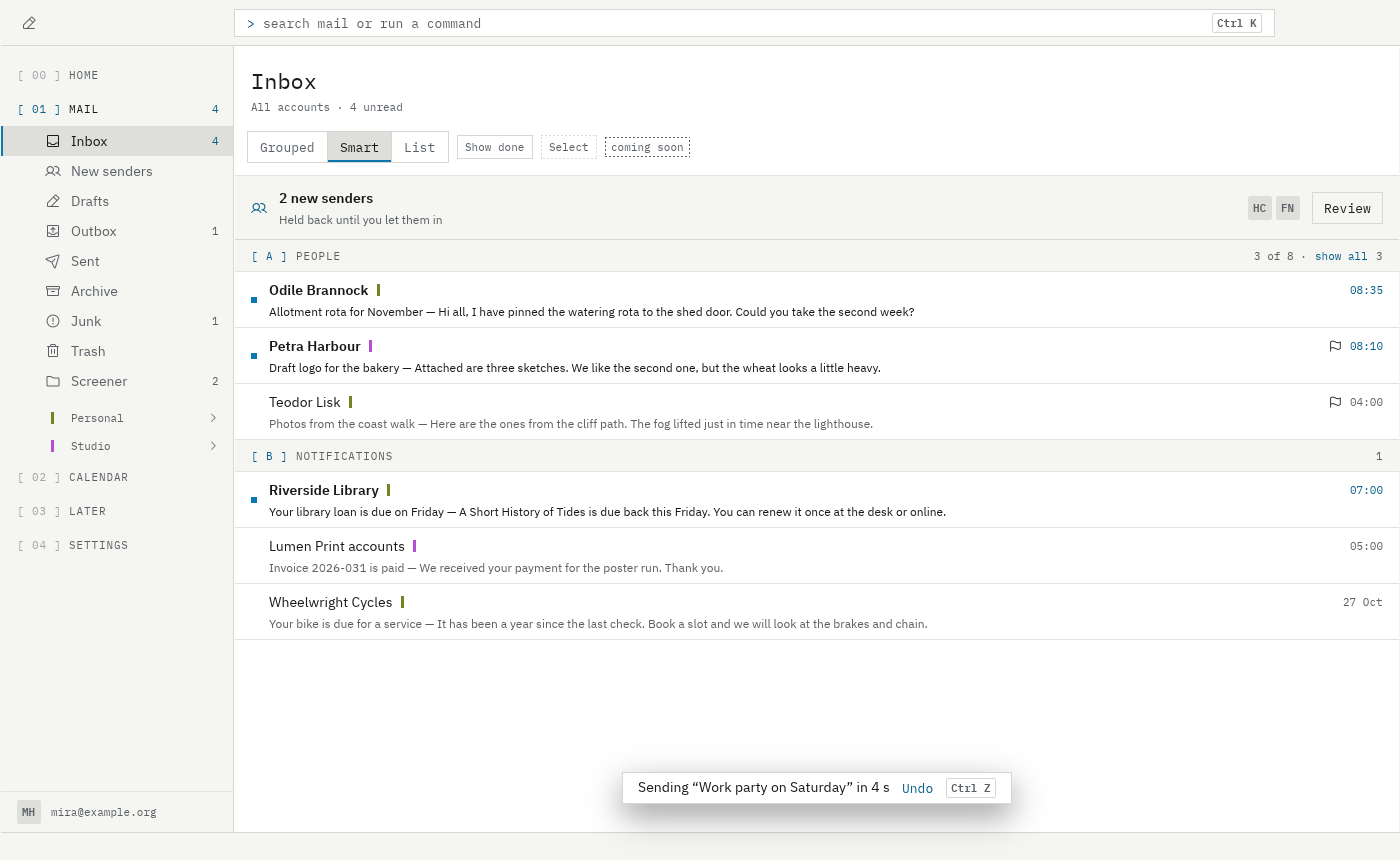 > search mail or run a command Ctrl K
[ 00 ] HOME
[ 01 ] MAIL 4
Inbox 4
New senders
Drafts
Outbox 1
Sent
Archive
Junk 1
Trash
Screener 2
Personal
Studio
[ 02 ] CALENDAR
[ 03 ] LATER
[ 04 ] SETTINGS
MH mira@example.org
Inbox
All accounts · 4 unread
Grouped Smart List Show done Select coming soon
2 new senders
Held back until you let them in
HC FN Review
[ A ] PEOPLE 3 of 8 · show all 3
Odile Brannock 08:35
Allotment rota for November — Hi all, I have pinned the watering rota to the shed door. Could you take the second week?
Petra Harbour 08:10
Draft logo for the bakery — Attached are three sketches. We like the second one, but the wheat looks a little heavy.
Teodor Lisk 04:00
Photos from the coast walk — Here are the ones from the cliff path. The fog lifted just in time near the lighthouse.
[ B ] NOTIFICATIONS 1
Riverside Library 07:00
Your library loan is due on Friday — A Short History of Tides is due back this Friday. You can renew it once at the desk or online.
Lumen Print accounts 05:00
Invoice 2026-031 is paid — We received your payment for the poster run. Thank you.
Wheelwright Cycles 27 Oct
Your bike is due for a service — It has been a year since the last check. Book a slot and we will look at the brakes and chain.
Sending “Work party on Saturday” in 4 s Undo Ctrl Z